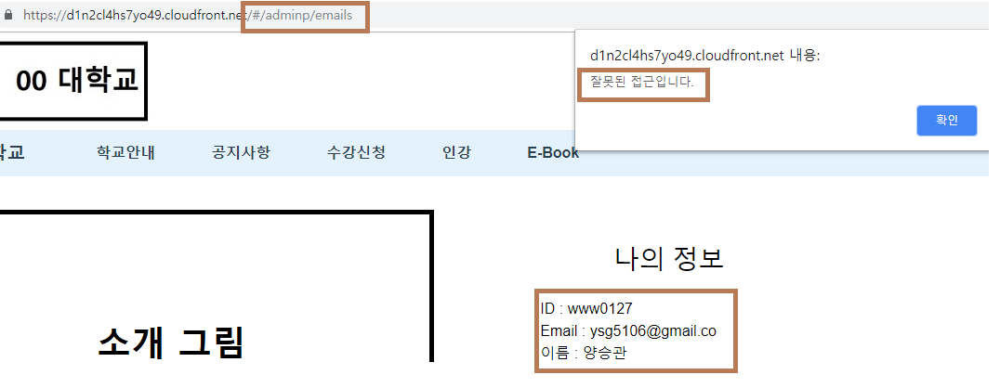 https://d1n2cl4hs7yo49.cloudfront.net/#/adminp/emails
d1n2cl4hs7yo49.cloudfront.net 내용:
잘못된 접근입니다.
확인
00 대학교
학교
학교안내
공지사항
수강신청
인강
E-Book
소개 그림
나의 정보
ID : www0127
Email : ysg5106@gmail.co
이름 : 양승관